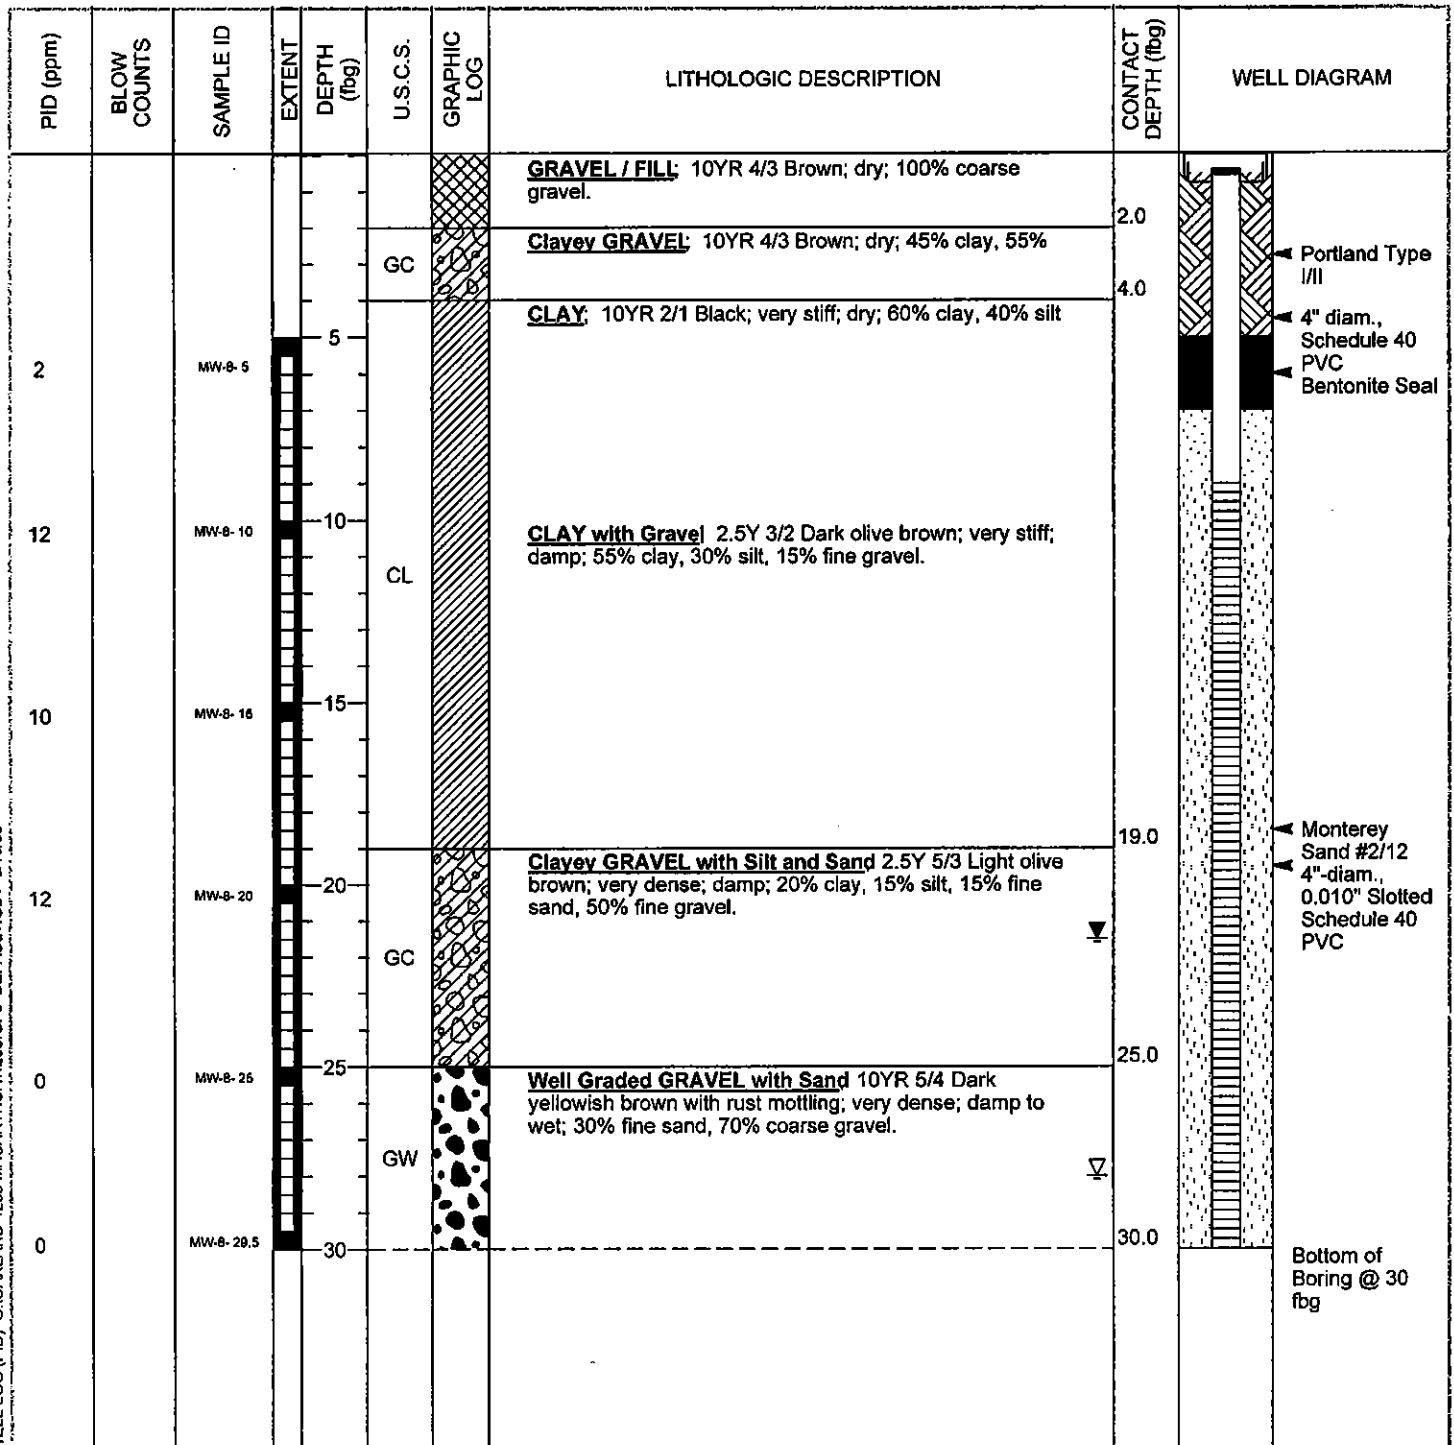 PID (ppm)
BLOW
COUNTS
SAMPLE ID
EXTENT
DEPTH
(fbg)
U.S.C.S.
GRAPHIC
LOG
LITHOLOGIC DESCRIPTION
CONTACT
DEPTH (fbg)
WELL DIAGRAM
GRAVEL / FILL; 10YR 4/3 Brown; dry; 100% coarse
gravel.
2.0
GC
Clayey GRAVEL; 10YR 4/3 Brown; dry; 45% clay, 55%
4.0
Portland Type
I/II
CLAY; 10YR 2/1 Black; very stiff; dry; 60% clay, 40% silt
4" diam.,
Schedule 40
PVC
Bentonite Seal
5
2
MW-8- 5
12
MW-8- 10
10
CLAY with Gravel 2.5Y 3/2 Dark olive brown; very stiff;
damp; 55% clay, 30% silt, 15% fine gravel.
CL
10
MW-8- 15
15
19.0
Monterey
Sand #2/12
4"-diam.,
0.010" Slotted
Schedule 40
PVC
Clayey GRAVEL with Silt and Sand 2.5Y 5/3 Light olive
brown; very dense; damp; 20% clay, 15% silt, 15% fine
sand, 50% fine gravel.
12
MW-8- 20
20
GC
25.0
0
MW-8- 25
25
Well Graded GRAVEL with Sand 10YR 5/4 Dark
yellowish brown with rust mottling; very dense; damp to
wet; 30% fine sand, 70% coarse gravel.
GW
0
MW-8- 29.5
30
30.0
Bottom of
Boring @ 30
fbg